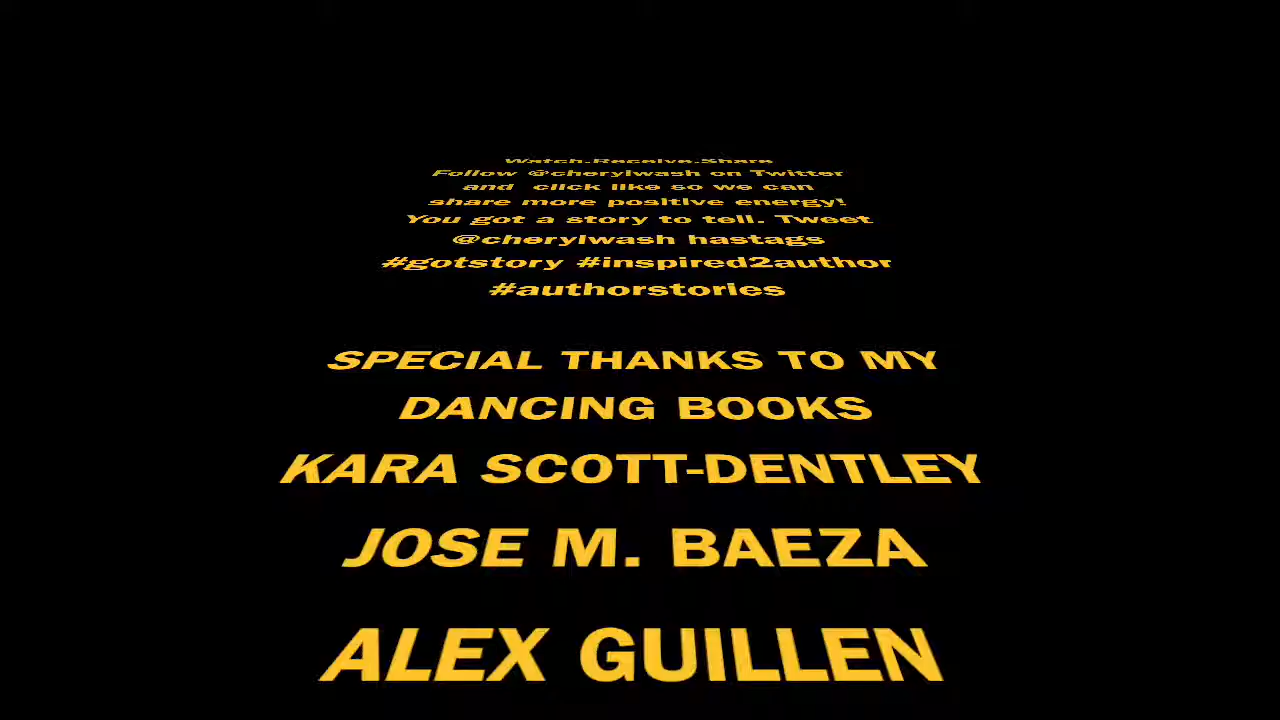 Watch.Receive.Share
Follow @cherylwash on Twitter
and click like so we can
share more positive energy!
You got a story to tell. Tweet
@cherylwash hastags
#gotstory #inspired2author
#authorstories
SPECIAL THANKS TO MY
DANCING BOOKS
KARA SCOTT-DENTLEY
JOSE M. BAEZA
ALEX GUILLEN